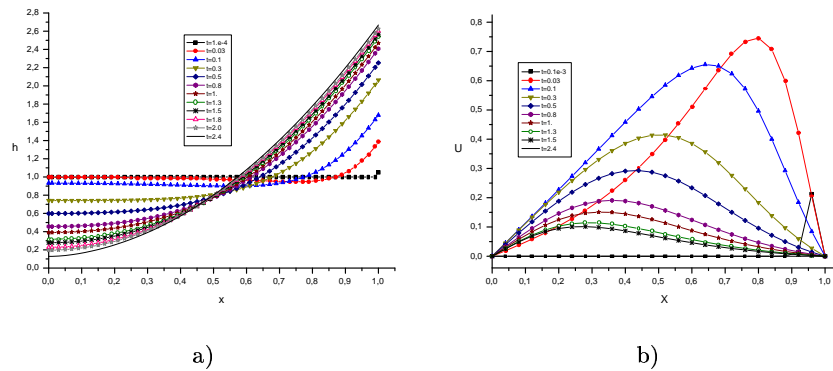 2,8
2,6
2,4
2,2
2,0
1,8
1,6
1,4
1,2
1,0
0,8
0,6
0,4
0,2
0,0
h
t=1.e-4
t=0.03
t=0.1
t=0.3
t=0.5
t=0.8
t=1.
t=1.3
t=1.5
t=1.8
t=2.0
t=2.4
0,0 0,1 0,2 0,3 0,4 0,5 0,6 0,7 0,8 0,9 1,0
x
a)
0,8
0,7
0,6
0,5
0,4
0,3
0,2
0,1
0,0
U
t=0.1e-3
t=0.03
t=0.1
t=0.3
t=0.5
t=0.8
t=1.
t=1.3
t=1.5
t=2.4
0,0 0,1 0,2 0,3 0,4 0,5 0,6 0,7 0,8 0,9 1,0
X
b)